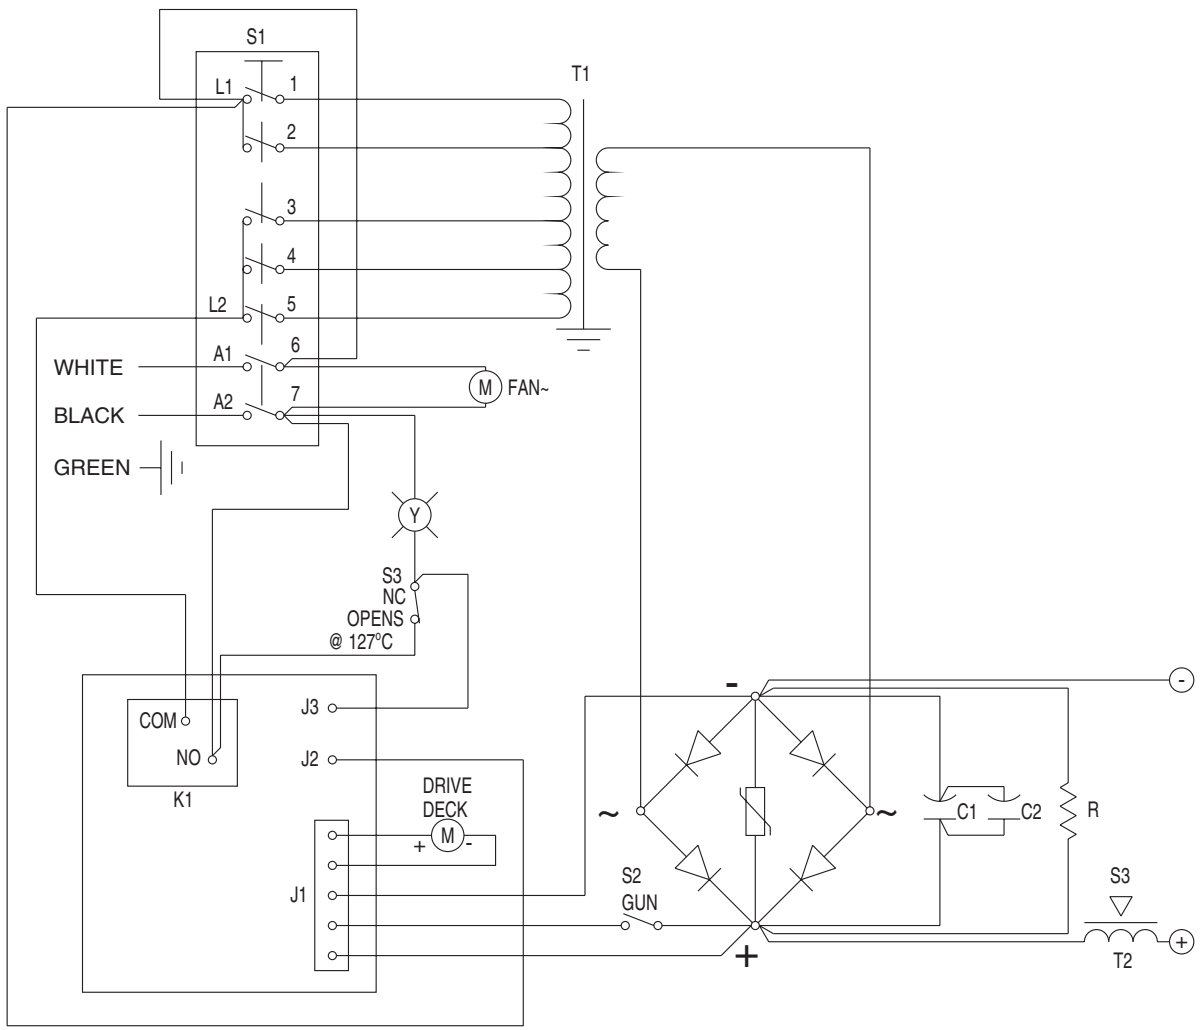 S1
T1
L1
1
2
3
4
L2
5
6
WHITE
A1
M
FAN~
7
BLACK
A2
GREEN
Y
S3
NC
OPENS
@ 127°C
-
-
COM
J3
NO
J2
K1
DRIVE
DECK
~
~
C1
C2
R
+
M
-
S2
S3
J1
GUN
+
+
T2